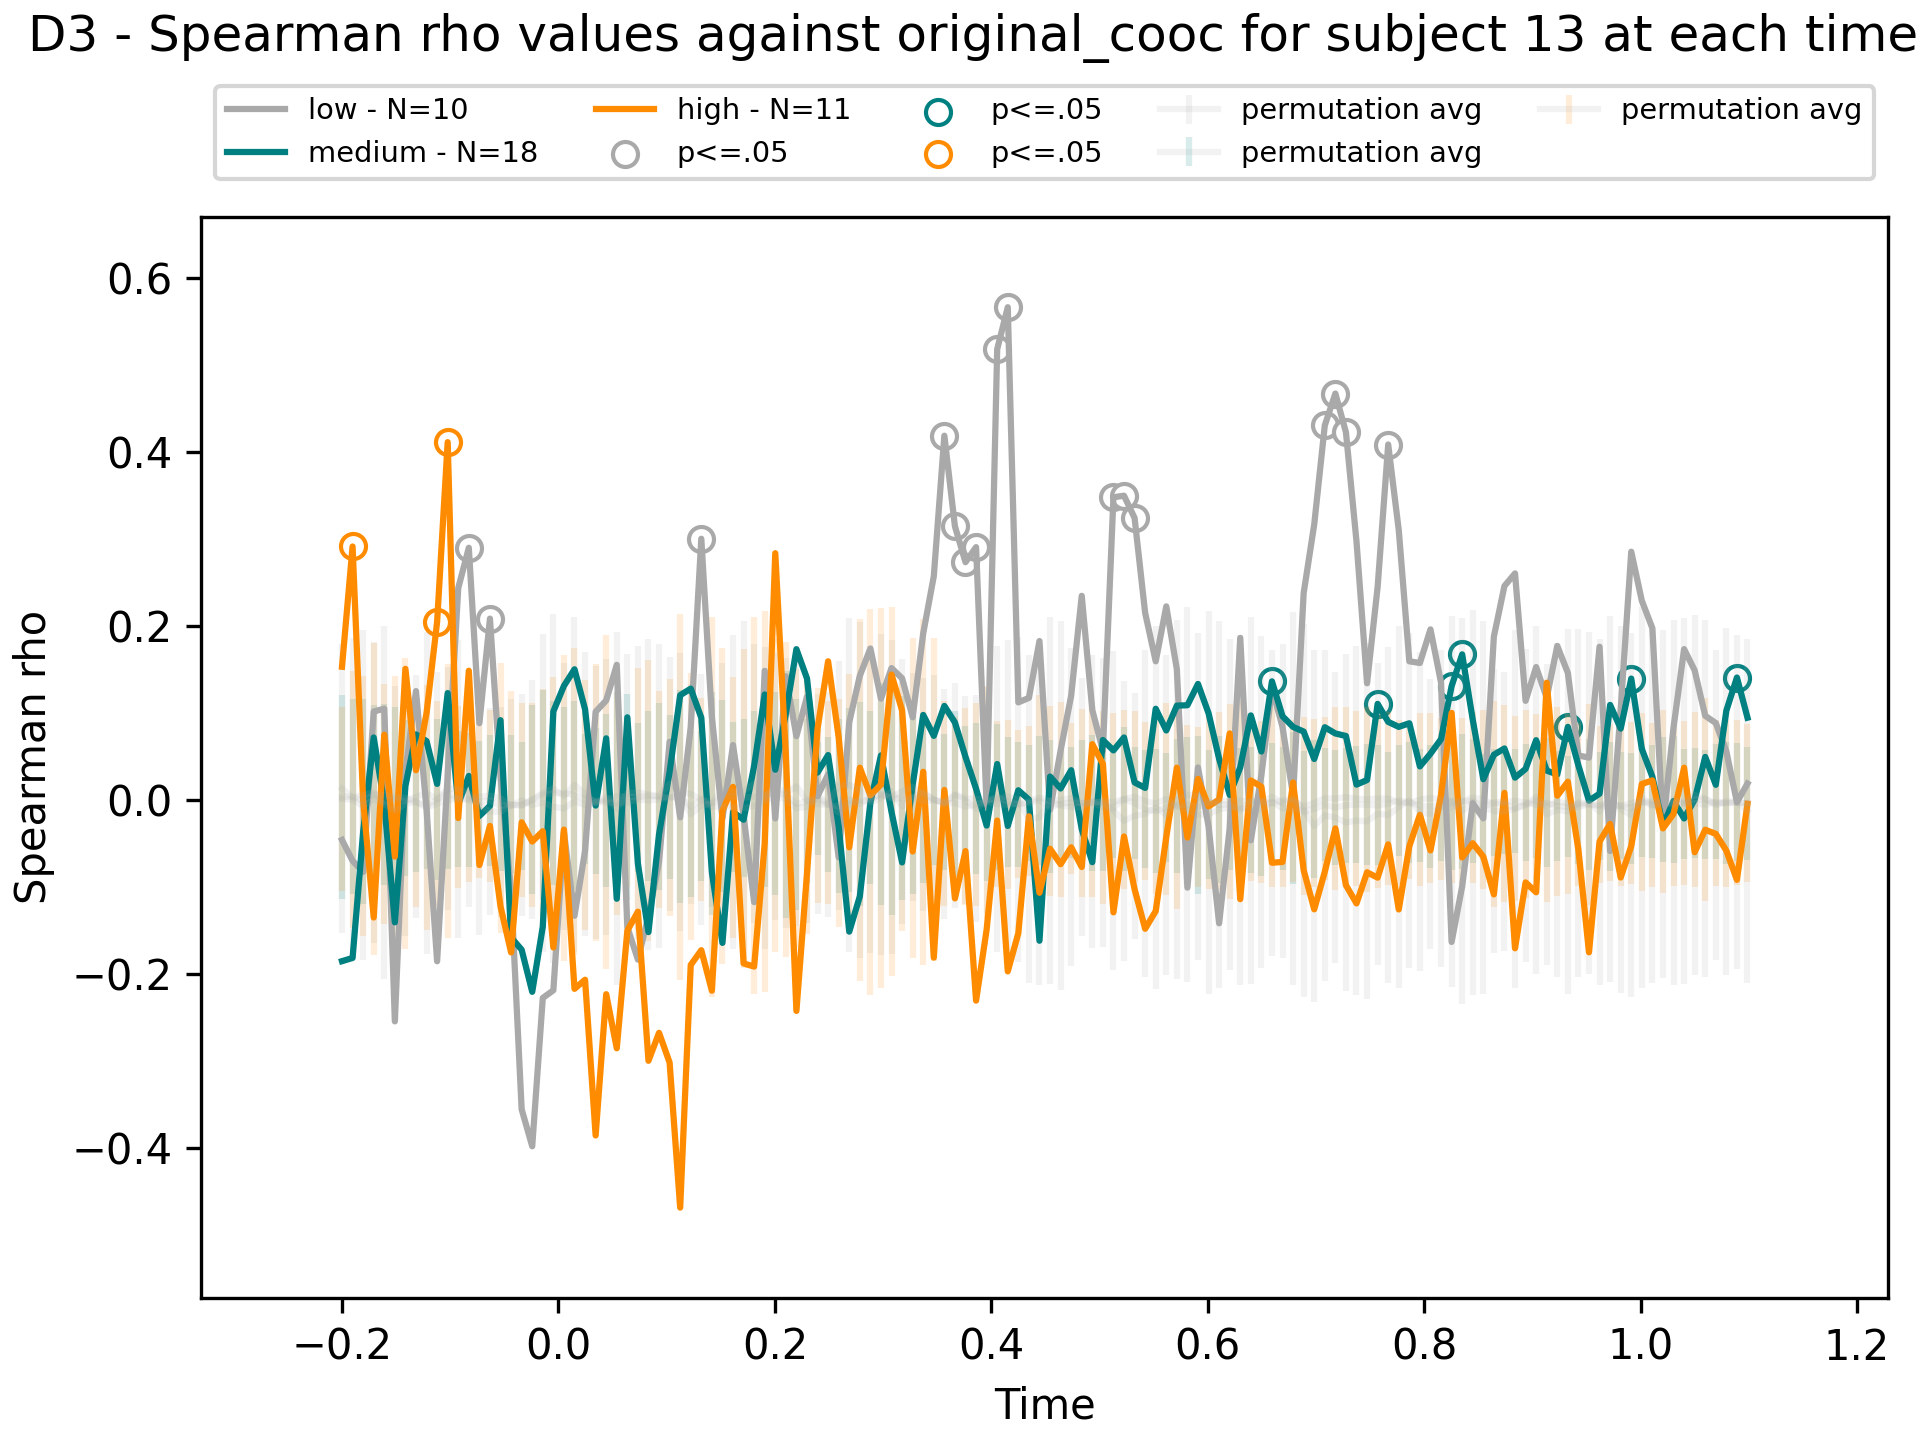 D3 - Spearman rho values against original_cooc for subject 13 at each time
low - N=10
medium - N=18
high - N=11
p<=.05
p<=.05
p<=.05
permutation avg
permutation avg
permutation avg
Spearman rho
0.6
0.4
0.2
0.0
−0.2
−0.4
−0.2
0.0
0.2
0.4
0.6
0.8
1.0
1.2
Time